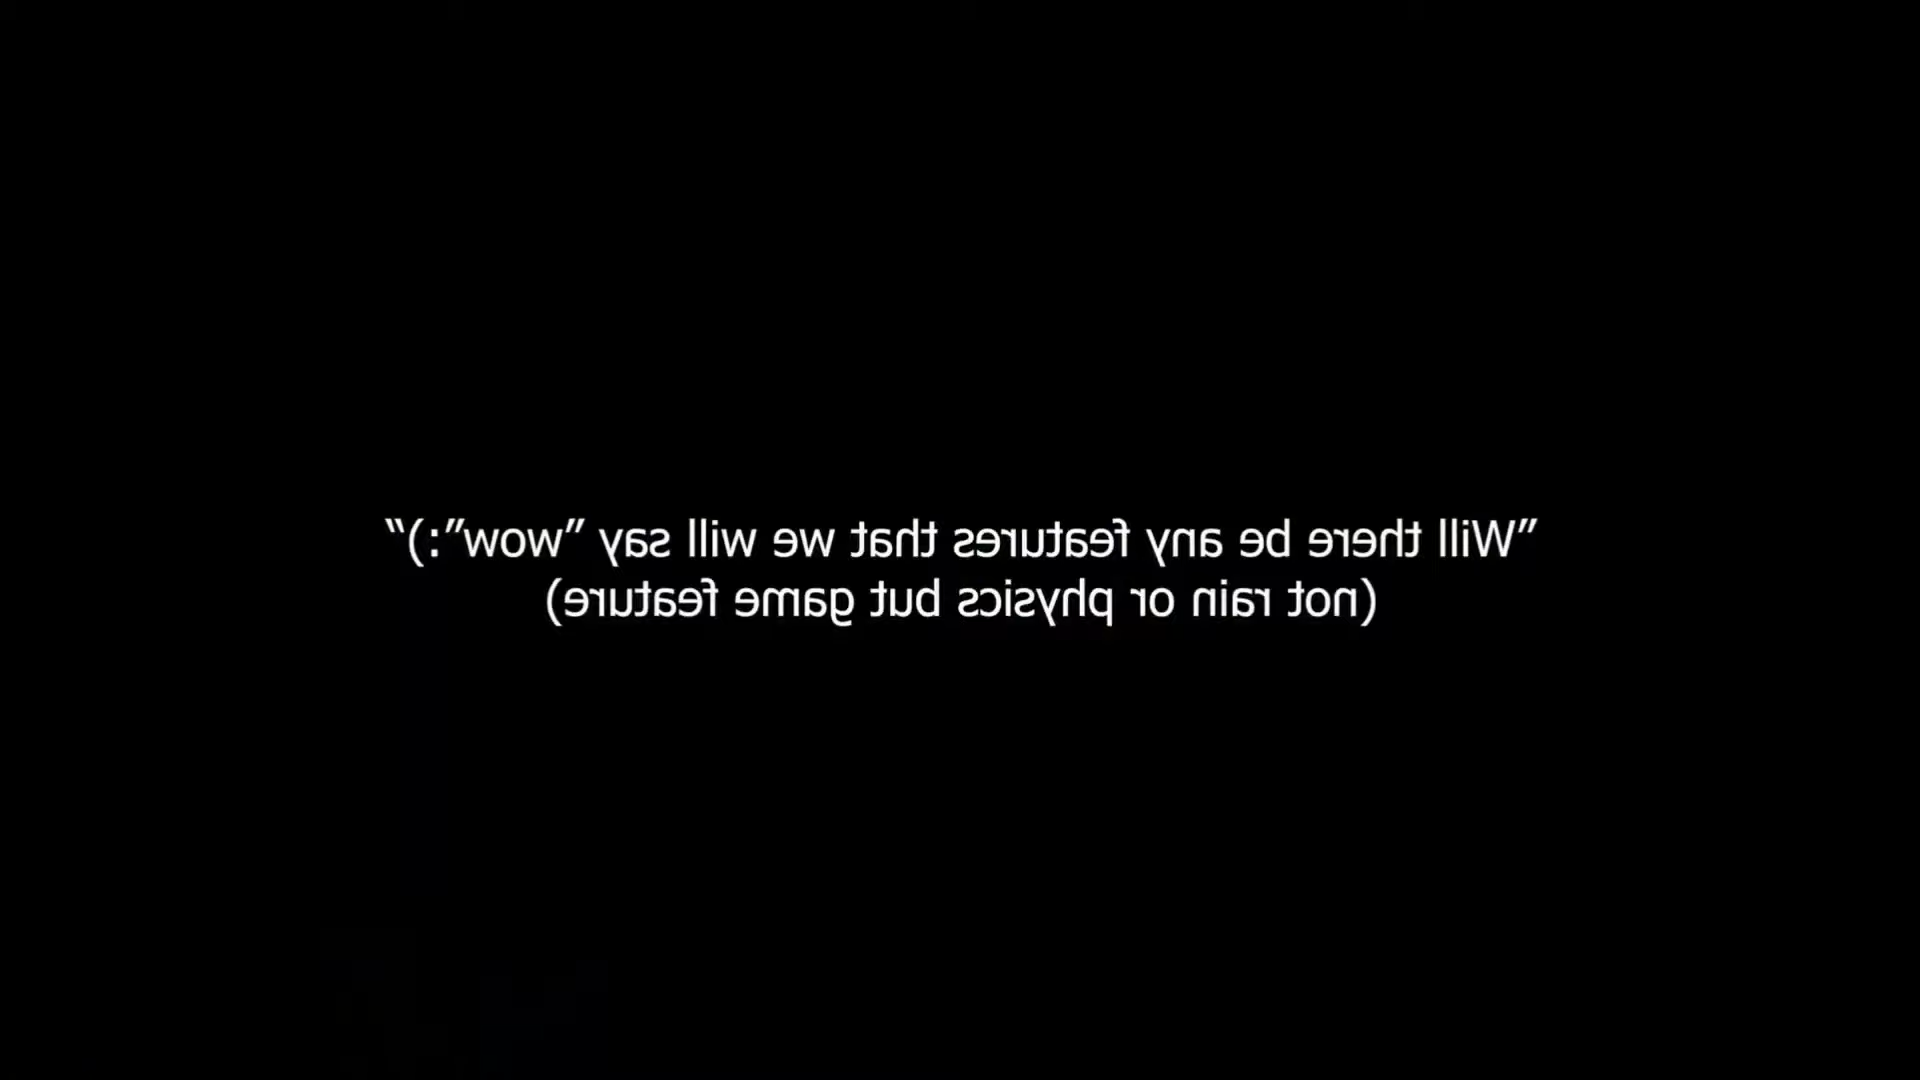 "Will there be any features that we will say "wow":)"
(not rain or physics but game feature)